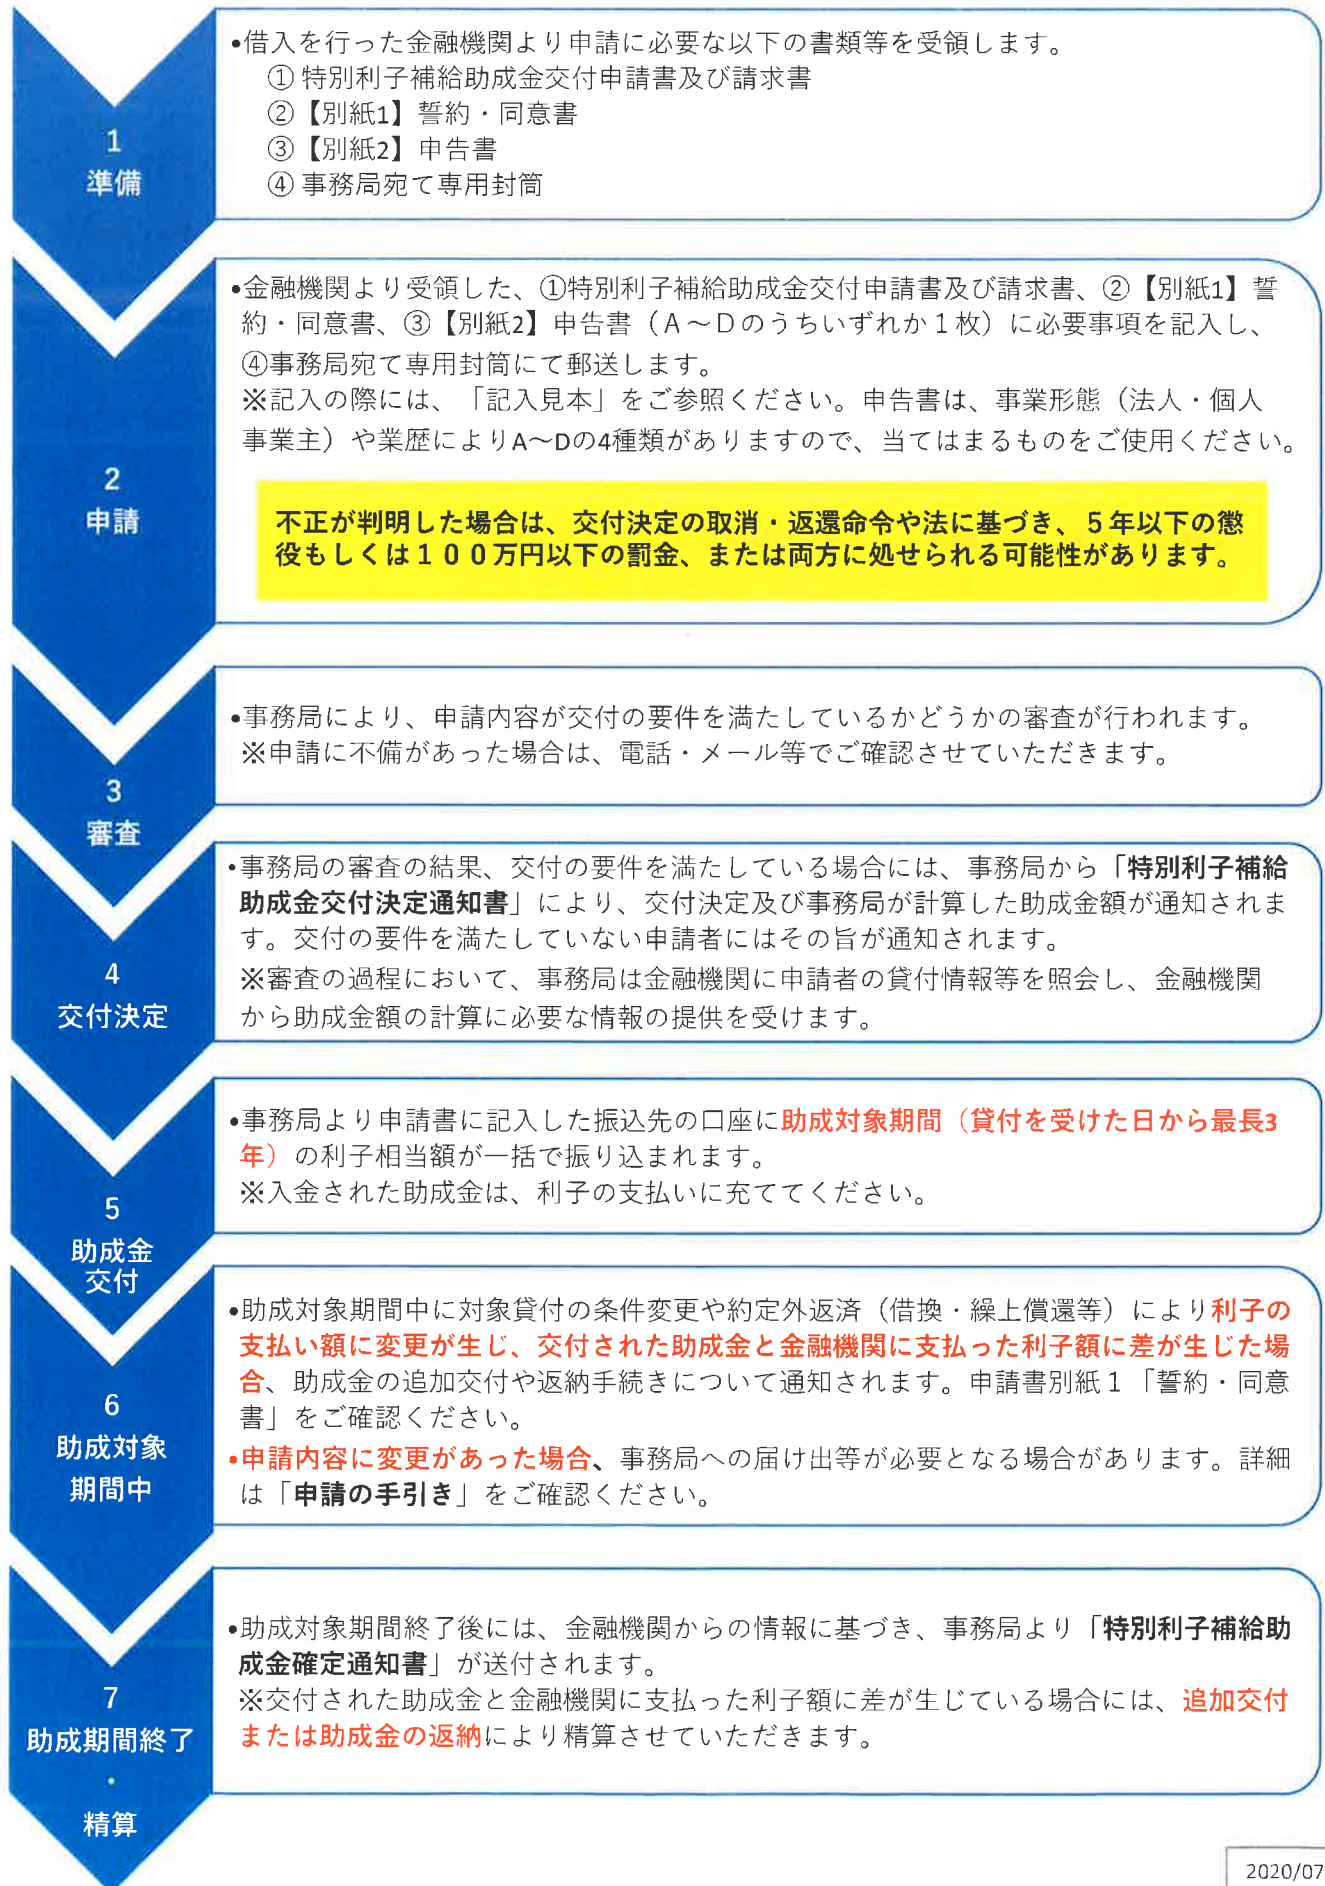 1
準備
•借入を行った金融機関より申請に必要な以下の書類等を受領します。
① 特別利子補給助成金交付申請書及び請求書
②【別紙1】誓約・同意書
③【別紙2】申告書
④ 事務局宛て専用封筒
2
申請
•金融機関より受領した、①特別利子補給助成金交付申請書及び請求書、②【別紙1】誓
約・同意書、③【別紙2】申告書（A～Dのうちいずれか１枚）に必要事項を記入し、
④事務局宛て専用封筒にて郵送します。
※記入の際には、「記入見本」をご参照ください。申告書は、事業形態（法人・個人
事業主）や業歴によりA～Dの4種類がありますので、当てはまるものをご使用ください。
不正が判明した場合は、交付決定の取消・返還命令や法に基づき、５年以下の懲
役もしくは１００万円以下の罰金、または両方に処せられる可能性があります。
3
審査
•事務局により、申請内容が交付の要件を満たしているかどうかの審査が行われます。
※申請に不備があった場合は、電話・メール等でご確認させていただきます。
4
交付決定
•事務局の審査の結果、交付の要件を満たしている場合には、事務局から「特別利子補給
助成金交付決定通知書」により、交付決定及び事務局が計算した助成金額が通知されま
す。交付の要件を満たしていない申請者にはその旨が通知されます。
※審査の過程において、事務局は金融機関に申請者の貸付情報等を照会し、金融機関
から助成金額の計算に必要な情報の提供を受けます。
5
助成金
交付
•事務局より申請書に記入した振込先の口座に助成対象期間（貸付を受けた日から最長3
年）の利子相当額が一括で振り込まれます。
※入金された助成金は、利子の支払いに充ててください。
6
助成対象
期間中
•助成対象期間中に対象貸付の条件変更や約定外返済（借換・繰上償還等）により利子の
支払い額に変更が生じ、交付された助成金と金融機関に支払った利子額に差が生じた場
合、助成金の追加交付や返納手続きについて通知されます。申請書別紙１「誓約・同意
書」をご確認ください。
•申請内容に変更があった場合、事務局への届け出等が必要となる場合があります。詳細
は「申請の手引き」をご確認ください。
7
助成期間終了
・
精算
•助成対象期間終了後には、金融機関からの情報に基づき、事務局より「特別利子補給助
成金確定通知書」が送付されます。
※交付された助成金と金融機関に支払った利子額に差が生じている場合には、追加交付
または助成金の返納により精算させていただきます。
2020/07